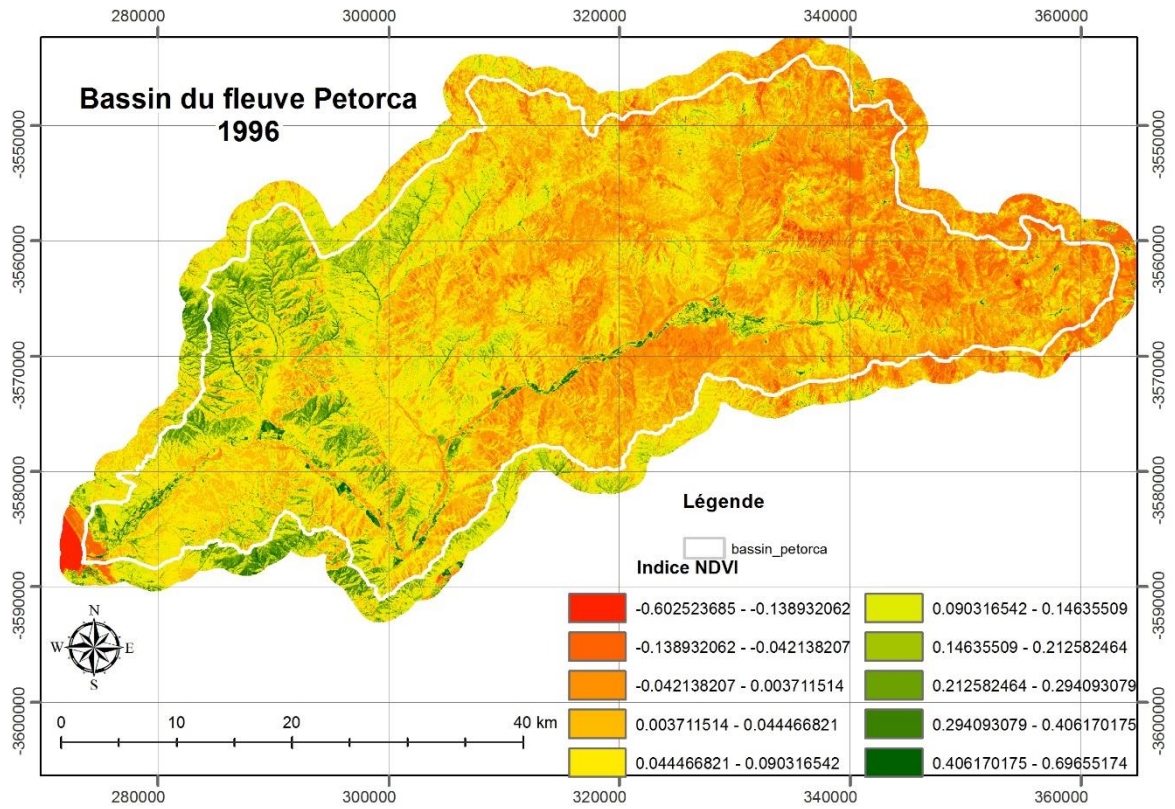 280000 300000 320000 340000 360000
Bassin du fleuve Petorca
1996
-3550000 -3550000
-3560000 -3560000
-3570000 -3570000
-3580000 -3580000
-3590000 -3590000
-3600000 -3600000
Légende
bassin_petorca
Indice NDVI
-0.602523685 - -0.138932062
-0.138932062 - -0.042138207
-0.042138207 - 0.003711514
0.003711514 - 0.044466821
0.044466821 - 0.090316542
0.090316542 - 0.14635509
0.14635509 - 0.212582464
0.212582464 - 0.294093079
0.294093079 - 0.406170175
0.406170175 - 0.69655174
N
W E
S
0 10 20 40 km
280000 300000 320000 340000 360000